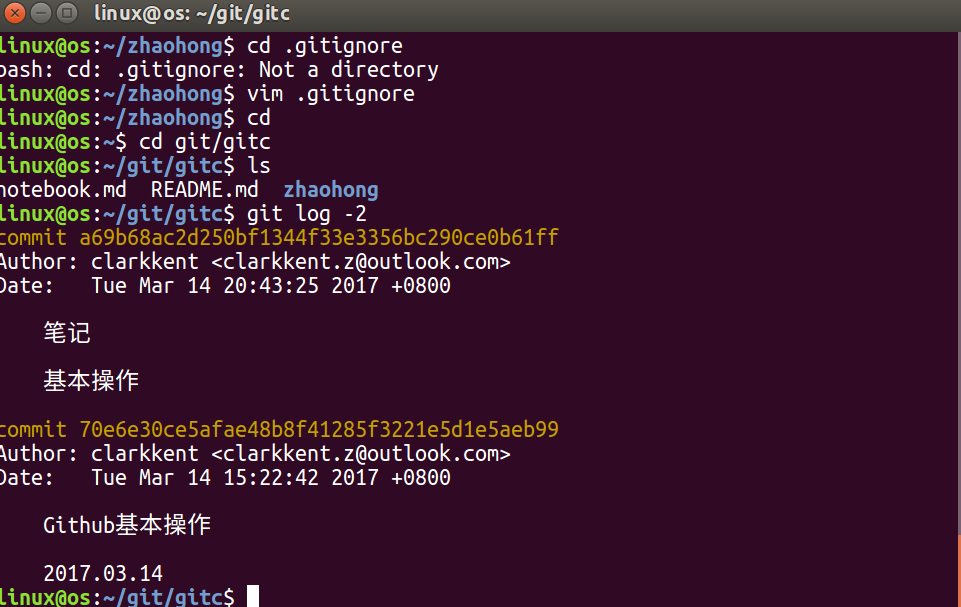 linux@os: ~/git/gitc
linux@os:~/zhaohong$ cd .gitignore
bash: cd: .gitignore: Not a directory
linux@os:~/zhaohong$ vim .gitignore
linux@os:~/zhaohong$ cd
linux@os:~$ cd git/gitc
linux@os:~/git/gitc$ ls
notebook.md  README.md  zhaohong
linux@os:~/git/gitc$ git log -2
commit a69b68ac2d250bf1344f33e3356bc290ce0b61ff
Author: clarkkent <clarkkent.z@outlook.com>
Date:   Tue Mar 14 20:43:25 2017 +0800
笔记
基本操作
commit 70e6e30ce5afae48b8f41285f3221e5d1e5aeb99
Author: clarkkent <clarkkent.z@outlook.com>
Date:   Tue Mar 14 15:22:42 2017 +0800
Github基本操作
2017.03.14
linux@os:~/git/gitc$